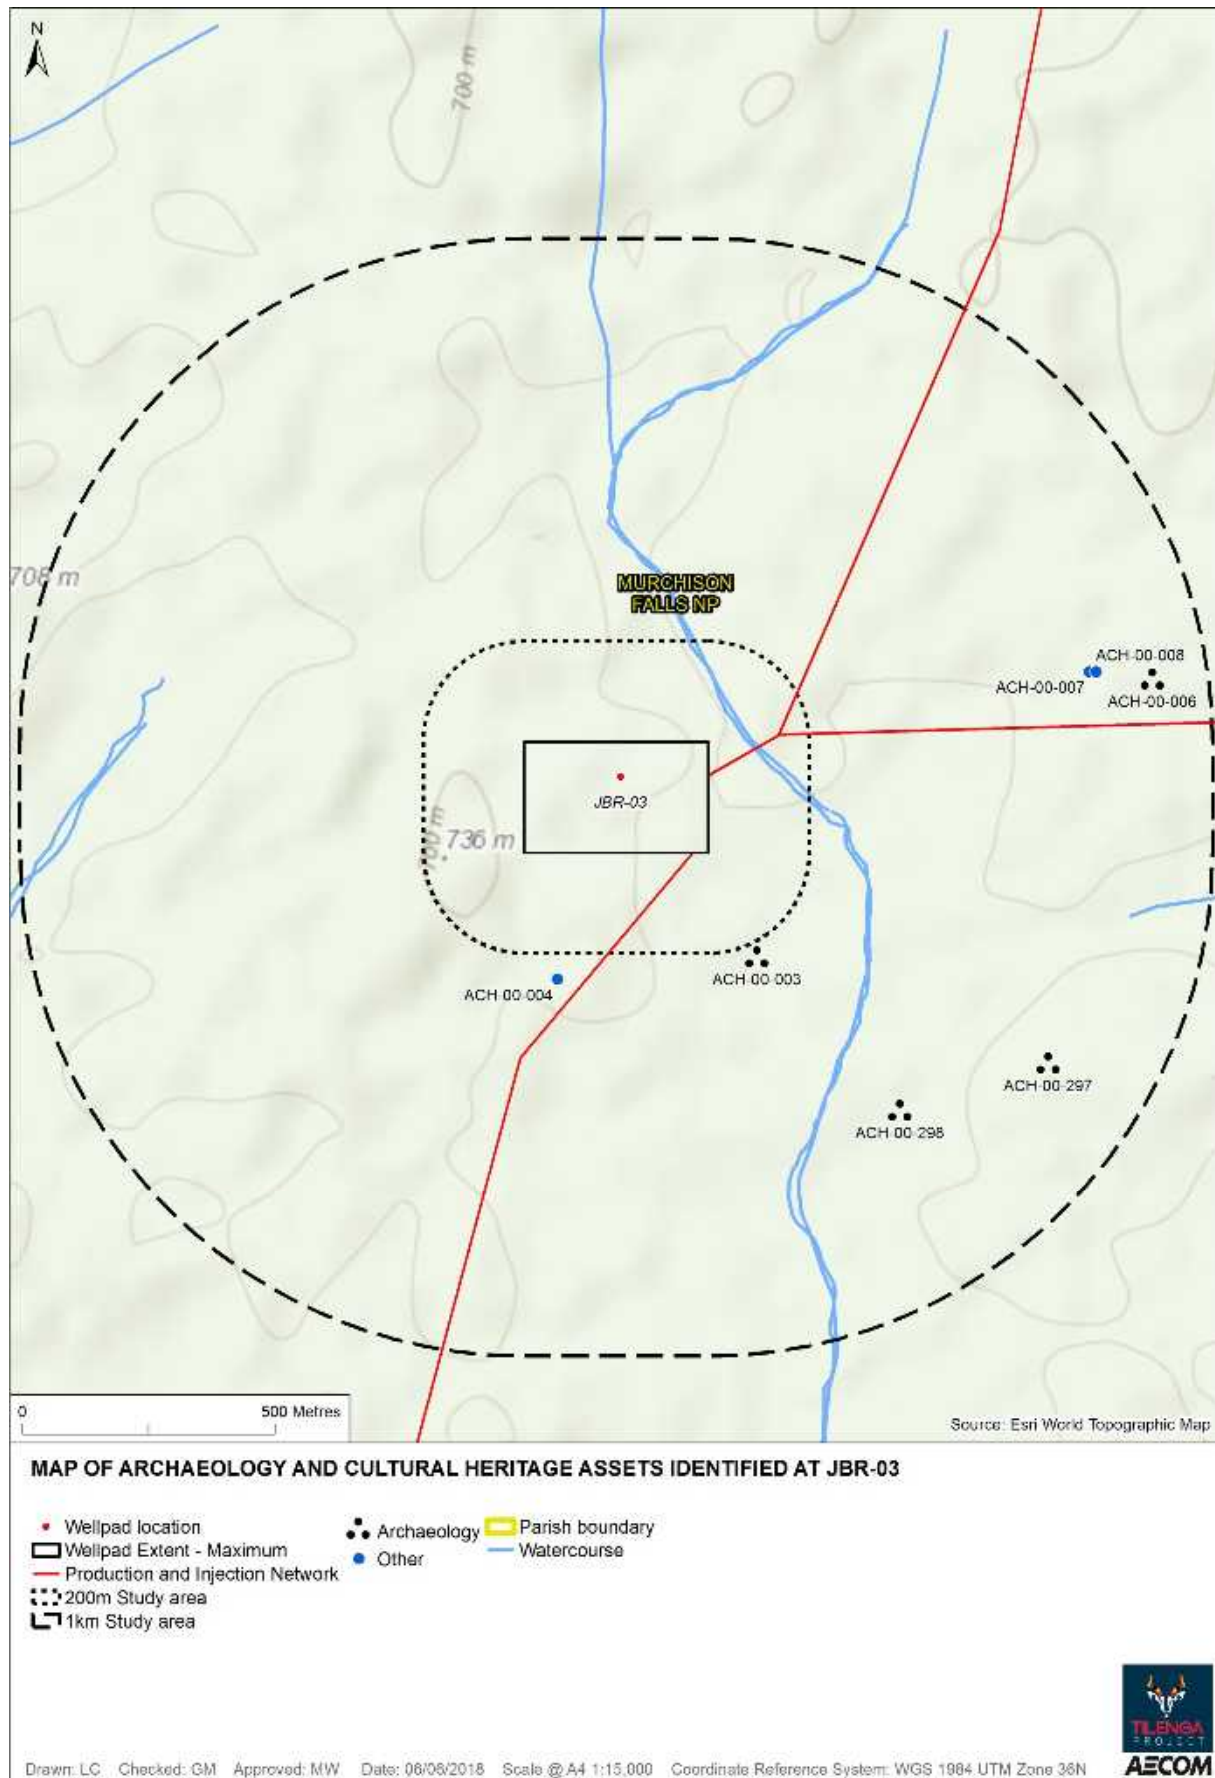 N
700 m
708 m
MURCHISON
FALLS NP
ACH-00-008
ACH-00-007
ACH-00-006
JBR-03
736 m
ACH-00-003
ACH-00-004
ACH-00-297
ACH-00-298
0 500 Metres
Source: Esri World Topographic Map
MAP OF ARCHAEOLOGY AND CULTURAL HERITAGE ASSETS IDENTIFIED AT JBR-03
Wellpad location
Archaeology
Parish boundary
Wellpad Extent - Maximum
Other
Watercourse
Production and Injection Network
200m Study area
1km Study area
TILENGA
PROJECT
Drawn: LC Checked: GM Approved: MW Date: 06/06/2018 Scale @ A4 1:15,000 Coordinate Reference System: WGS 1984 UTM Zone 36N
AECOM